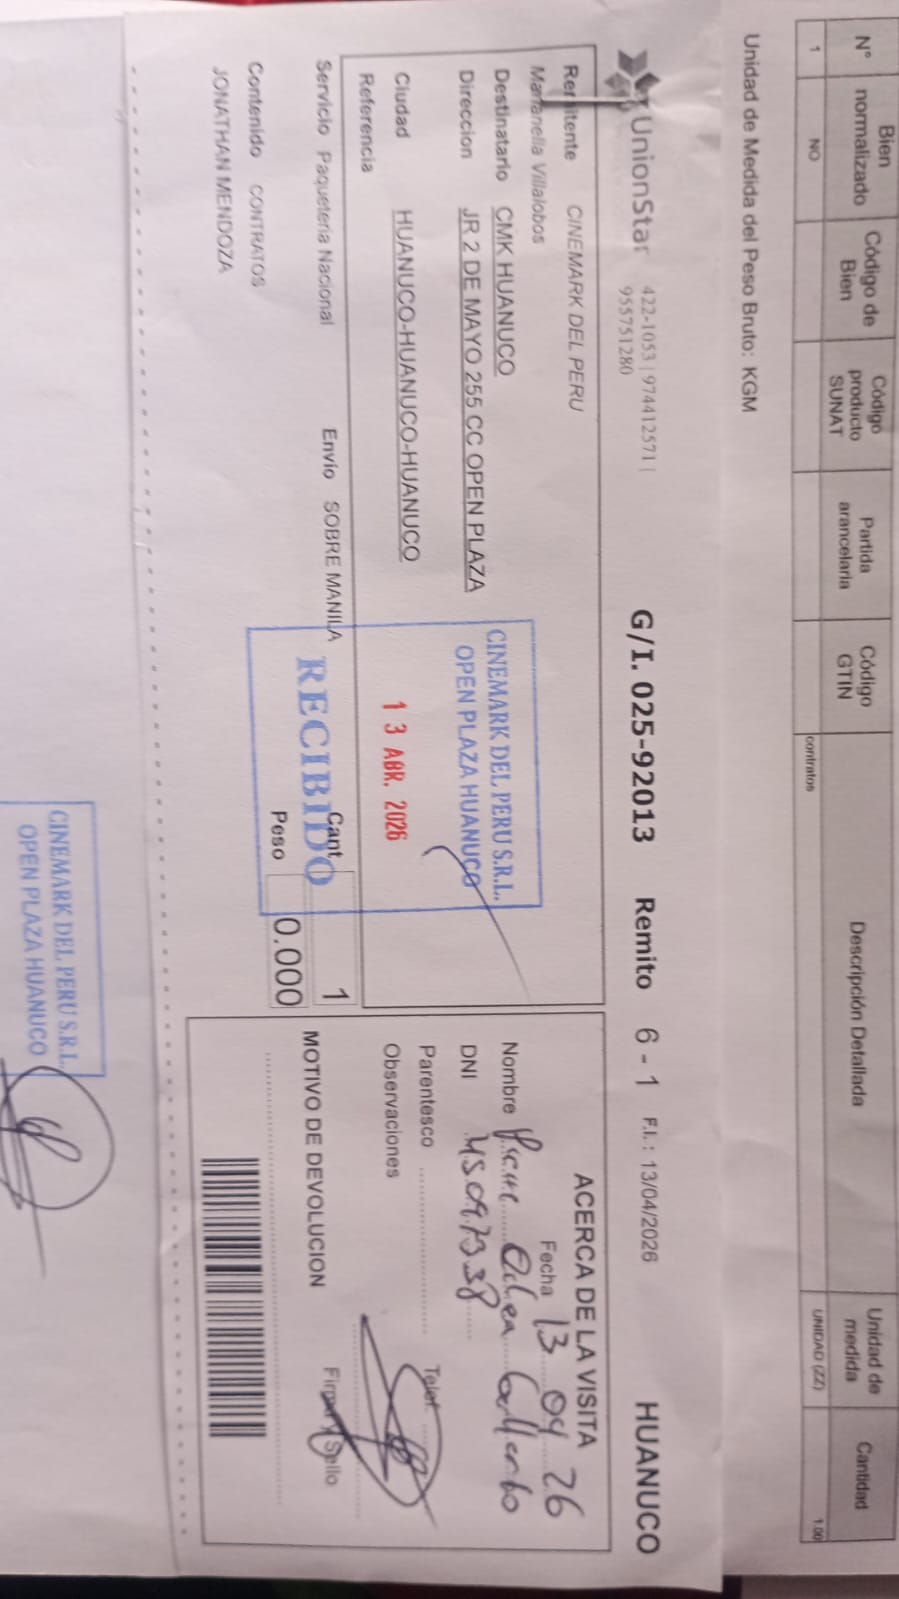 N° Bien normalizado Código de Bien Código producto SUNAT Partida arancelaria Código GTIN Descripción Detallada Unidad de medida Cantidad
1 NO contratos UNIDAD (ZZ) 1.00
Unidad de Medida del Peso Bruto: KGM
UnionStar 422-1053 | 974412571 |
955751280
G/I. 025-92013 Remito 6 - 1 F.I.: 13/04/2026 HUANUCO
Remitente CINEMARK DEL PERU
Villalobos
Destinatario CMK HUANUCO
Direccion JR 2 DE MAYO 255 CC OPEN PLAZA
Ciudad HUANUCO-HUANUCO-HUANUCO
Referencia
CINEMARK DEL PERU S.R.L.
OPEN PLAZA HUANUCO
13 ABR. 2026
RECIBIDO
Servicio Paqueteria Nacional Envío SOBRE MANILA Cant. 1
Peso 0.000
Contenido CONTRATOS
JONATHAN MENDOZA
ACERCA DE LA VISITA
Fecha 13 04 26
Nombre
DNI
Parentesco Telef.
Observaciones
Firma y Sello
MOTIVO DE DEVOLUCION
CINEMARK DEL PERU S.R.L.
OPEN PLAZA HUANUCO